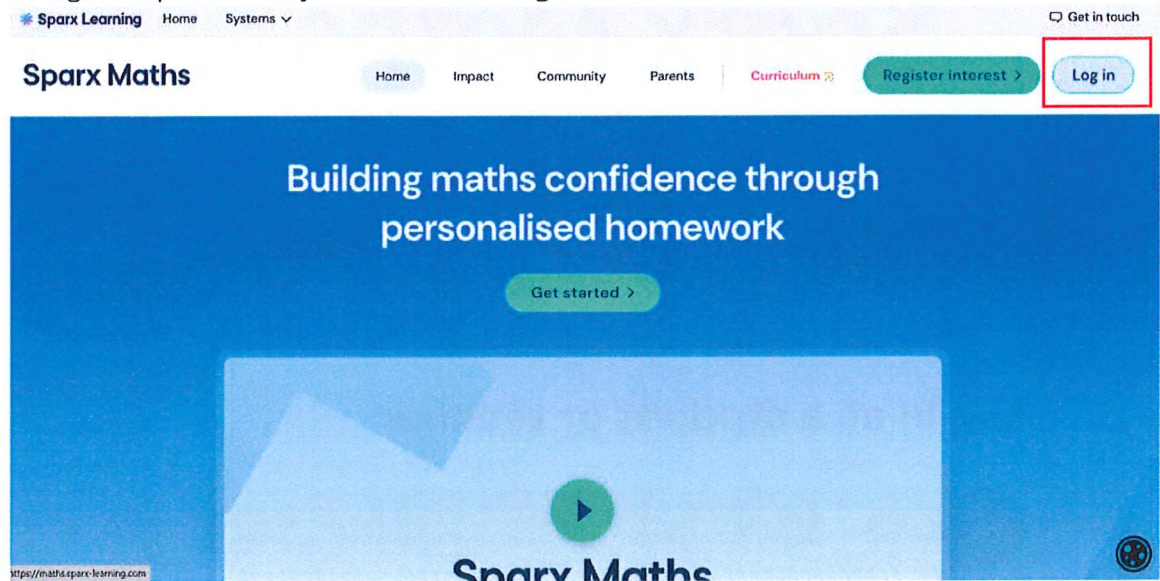 Sparx Learning Home Systems Get in touch
Sparx Maths Home Impact Community Parents Curriculum Register interest > Log in
Building maths confidence through
personalised homework
Get started >
Sparx Maths
https://maths.sparx-learning.com